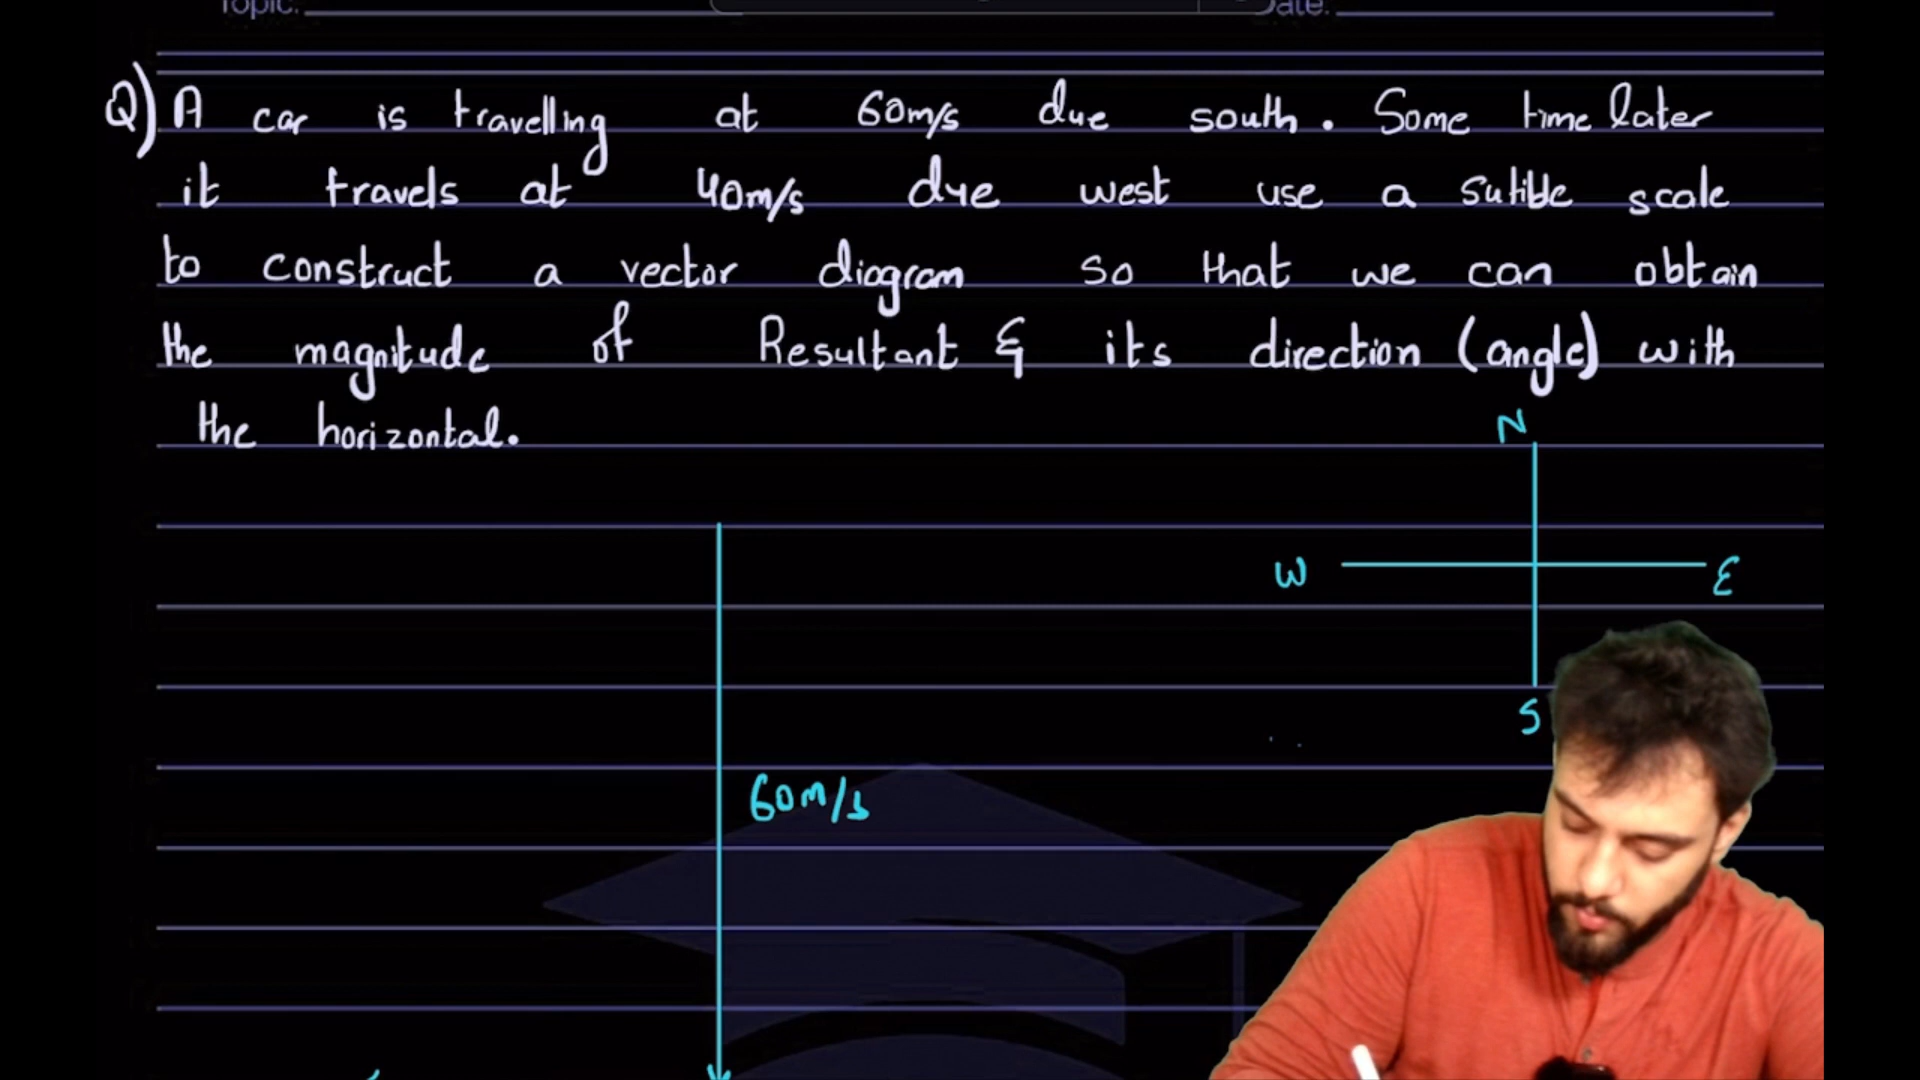 Topic:
Date:
Q) A car is travelling at 60m/s due south. Some time later
it travels at 40m/s due west use a sutible scale
to construct a vector diagram so that we can obtain
the magnitude of Resultant & its direction (angle) with
the horizontal.
N
W E
S
60m/s